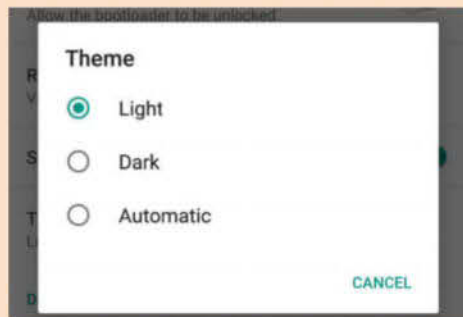 Allow the bootloader to be unlocked
Theme
Light
Dark
Automatic
CANCEL